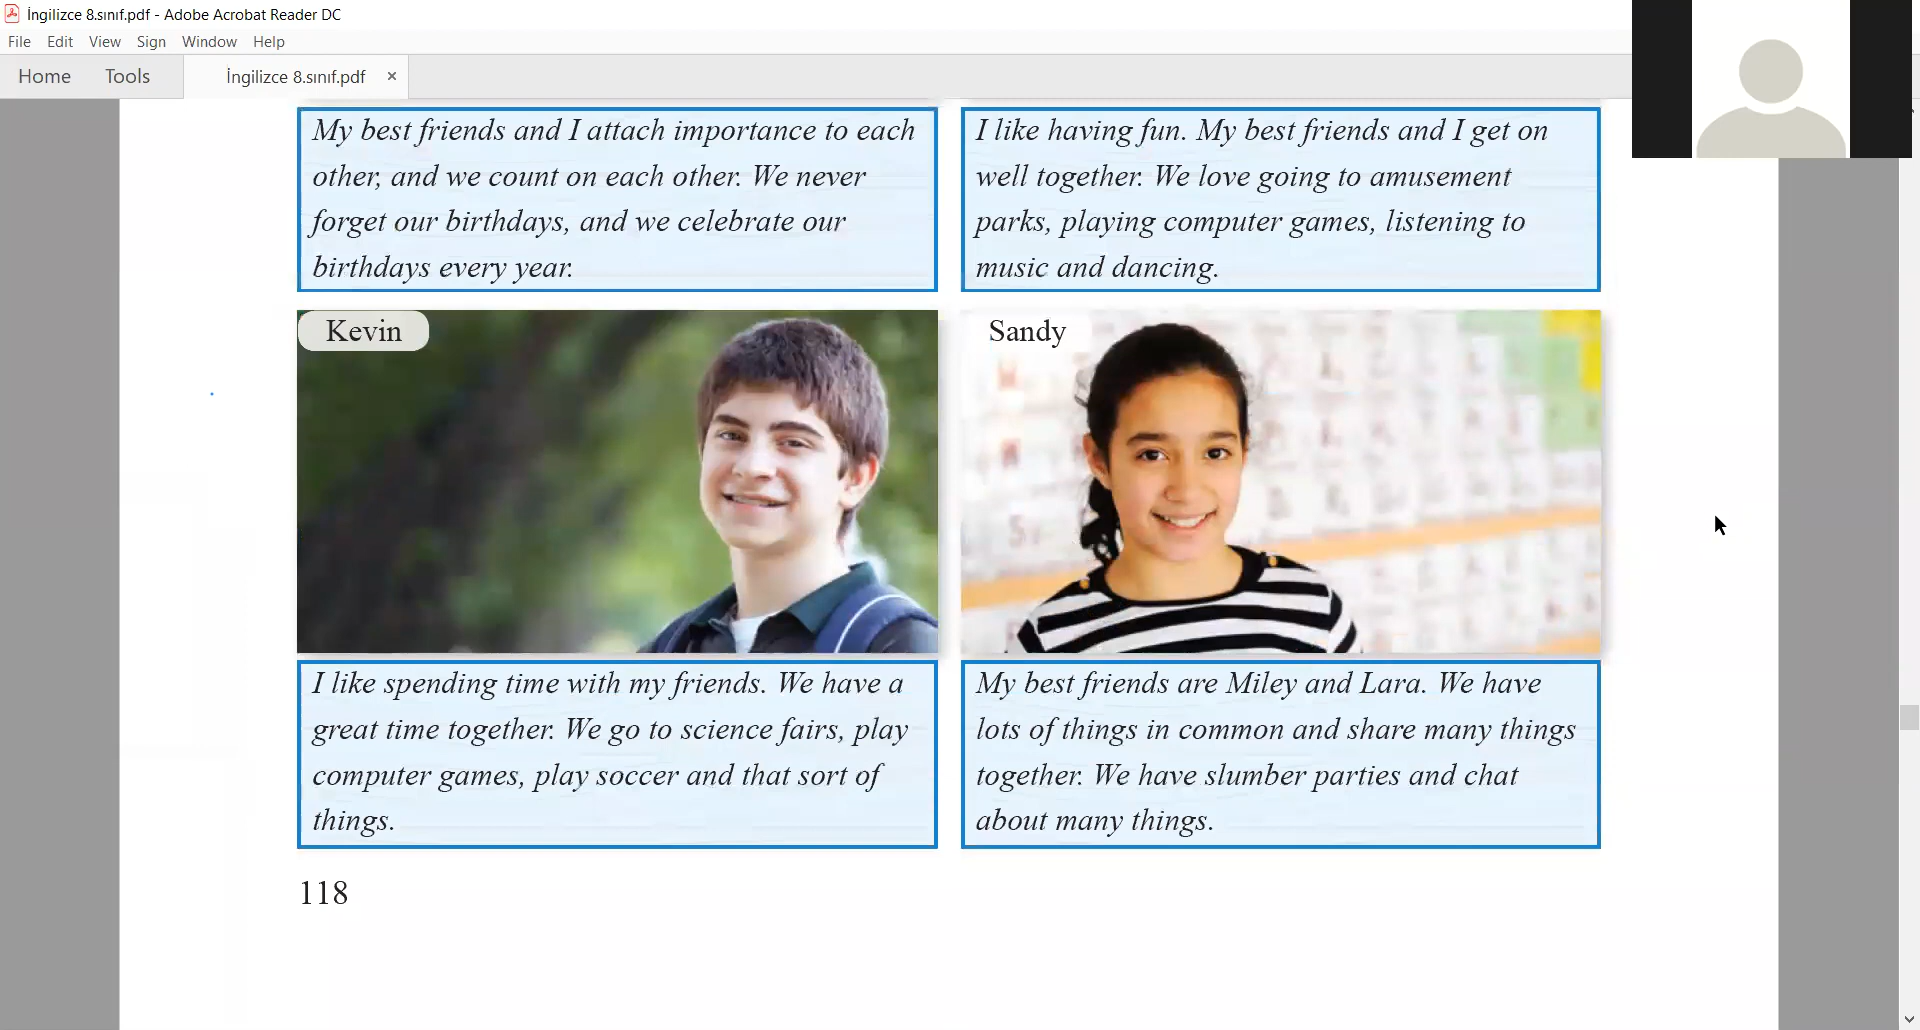 İngilizce 8.sınıf.pdf - Adobe Acrobat Reader DC
File Edit View Sign Window Help
Home Tools İngilizce 8.sınıf.pdf ×
My best friends and I attach importance to each
other, and we count on each other. We never
forget our birthdays, and we celebrate our
birthdays every year.
I like having fun. My best friends and I get on
well together. We love going to amusement
parks, playing computer games, listening to
music and dancing.
Kevin
Sandy
I like spending time with my friends. We have a
great time together. We go to science fairs, play
computer games, play soccer and that sort of
things.
My best friends are Miley and Lara. We have
lots of things in common and share many things
together. We have slumber parties and chat
about many things.
118